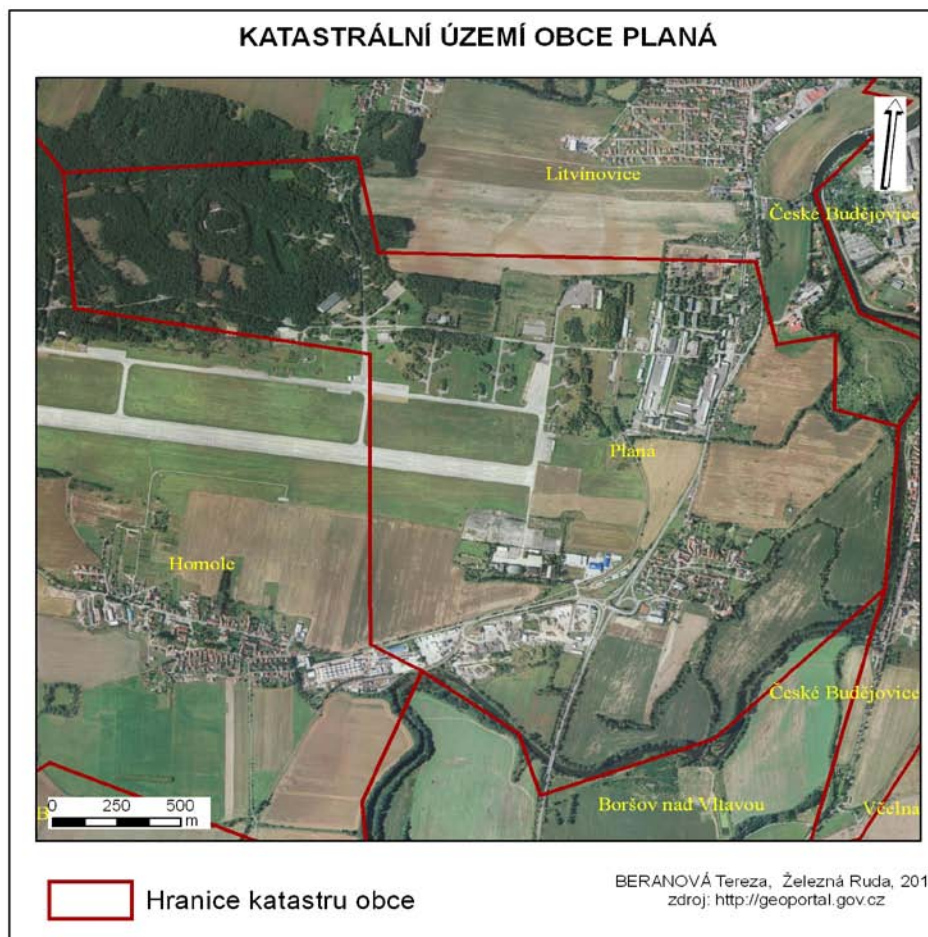 KATASTRÁLNÍ ÚZEMÍ OBCE PLANÁ
Litvínovice
České Budějovice
Planá
Homole
České Budějovice
Boršov nad Vltavou
Včelna
B
0 250 500
m
Hranice katastru obce
BERANOVÁ Tereza, Železná Ruda, 201
zdroj: http://geoportal.gov.cz